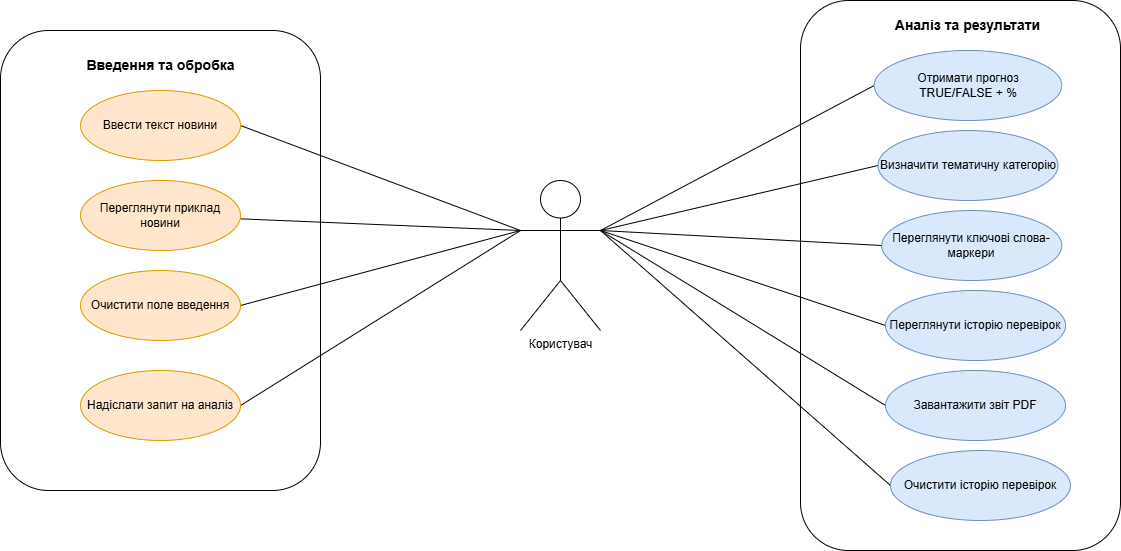 Введення та обробка
Ввести текст новини
Переглянути приклад
новини
Очистити поле введення
Надіслати запит на аналіз
Користувач
Аналіз та результати
Отримати прогноз
TRUE/FALSE + %
Визначити тематичну категорію
Переглянути ключові слова-
маркери
Переглянути історію перевірок
Завантажити звіт PDF
Очистити історію перевірок